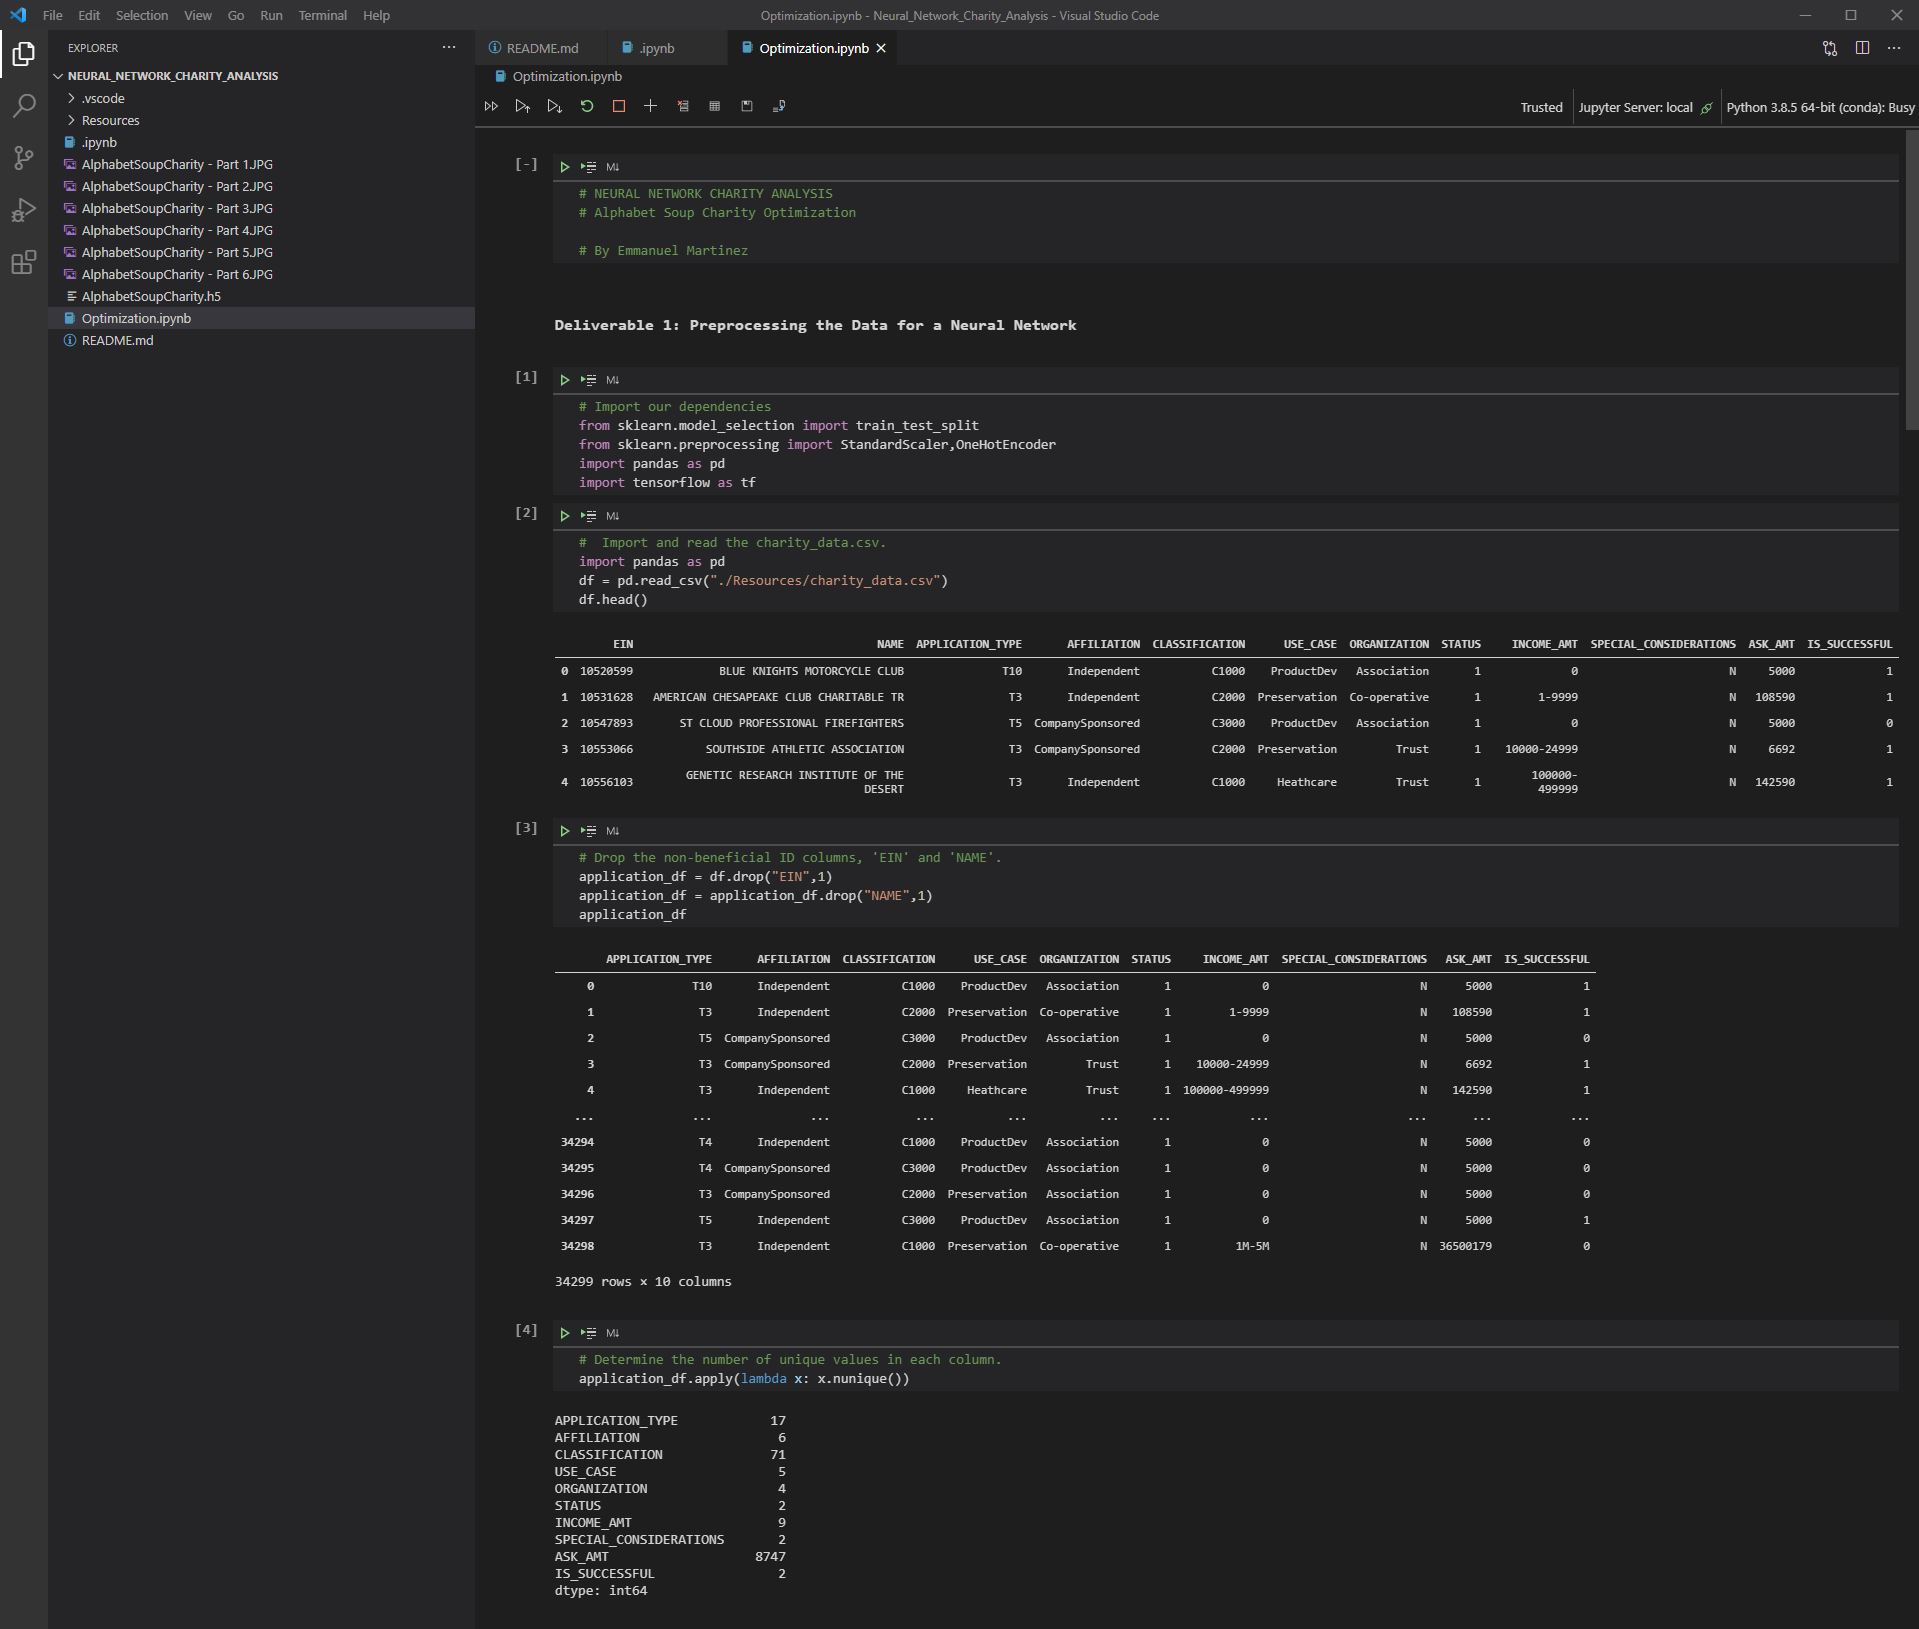 File Edit Selection View Go Run Terminal Help
Optimization.ipynb - Neural_Network_Charity_Analysis - Visual Studio Code
EXPLORER
NEURAL_NETWORK_CHARITY_ANALYSIS
.vscode
Resources
.ipynb
AlphabetSoupCharity - Part 1.JPG
AlphabetSoupCharity - Part 2.JPG
AlphabetSoupCharity - Part 3.JPG
AlphabetSoupCharity - Part 4.JPG
AlphabetSoupCharity - Part 5.JPG
AlphabetSoupCharity - Part 6.JPG
AlphabetSoupCharity.h5
Optimization.ipynb
README.md
README.md .ipynb Optimization.ipynb
Optimization.ipynb
Trusted Jupyter Server: local Python 3.8.5 64-bit (conda): Busy
[-] M↓
# NEURAL NETWORK CHARITY ANALYSIS
# Alphabet Soup Charity Optimization
# By Emmanuel Martinez
Deliverable 1: Preprocessing the Data for a Neural Network
[1] M↓
# Import our dependencies
from sklearn.model_selection import train_test_split
from sklearn.preprocessing import StandardScaler,OneHotEncoder
import pandas as pd
import tensorflow as tf
[2] M↓
#  Import and read the charity_data.csv.
import pandas as pd
df = pd.read_csv("./Resources/charity_data.csv")
df.head()
EIN NAME APPLICATION_TYPE AFFILIATION CLASSIFICATION USE_CASE ORGANIZATION STATUS INCOME_AMT SPECIAL_CONSIDERATIONS ASK_AMT IS_SUCCESSFUL
0 10520599 BLUE KNIGHTS MOTORCYCLE CLUB T10 Independent C1000 ProductDev Association 1 0 N 5000 1
1 10531628 AMERICAN CHESAPEAKE CLUB CHARITABLE TR T3 Independent C2000 Preservation Co-operative 1 1-9999 N 108590 1
2 10547893 ST CLOUD PROFESSIONAL FIREFIGHTERS T5 CompanySponsored C3000 ProductDev Association 1 0 N 5000 0
3 10553066 SOUTHSIDE ATHLETIC ASSOCIATION T3 CompanySponsored C2000 Preservation Trust 1 10000-24999 N 6692 1
4 10556103 GENETIC RESEARCH INSTITUTE OF THE DESERT T3 Independent C1000 Heathcare Trust 1 100000-499999 N 142590 1
[3] M↓
# Drop the non-beneficial ID columns, 'EIN' and 'NAME'.
application_df = df.drop("EIN",1)
application_df = application_df.drop("NAME",1)
application_df
APPLICATION_TYPE AFFILIATION CLASSIFICATION USE_CASE ORGANIZATION STATUS INCOME_AMT SPECIAL_CONSIDERATIONS ASK_AMT IS_SUCCESSFUL
0 T10 Independent C1000 ProductDev Association 1 0 N 5000 1
1 T3 Independent C2000 Preservation Co-operative 1 1-9999 N 108590 1
2 T5 CompanySponsored C3000 ProductDev Association 1 0 N 5000 0
3 T3 CompanySponsored C2000 Preservation Trust 1 10000-24999 N 6692 1
4 T3 Independent C1000 Heathcare Trust 1 100000-499999 N 142590 1
... ... ... ... ... ... ... ... ... ... ...
34294 T4 Independent C1000 ProductDev Association 1 0 N 5000 0
34295 T4 CompanySponsored C3000 ProductDev Association 1 0 N 5000 0
34296 T3 CompanySponsored C2000 Preservation Association 1 0 N 5000 0
34297 T5 Independent C3000 ProductDev Association 1 0 N 5000 1
34298 T3 Independent C1000 Preservation Co-operative 1 1M-5M N 36500179 0
34299 rows × 10 columns
[4] M↓
# Determine the number of unique values in each column.
application_df.apply(lambda x: x.nunique())
APPLICATION_TYPE 17
AFFILIATION 6
CLASSIFICATION 71
USE_CASE 5
ORGANIZATION 4
STATUS 2
INCOME_AMT 9
SPECIAL_CONSIDERATIONS 2
ASK_AMT 8747
IS_SUCCESSFUL 2
dtype: int64